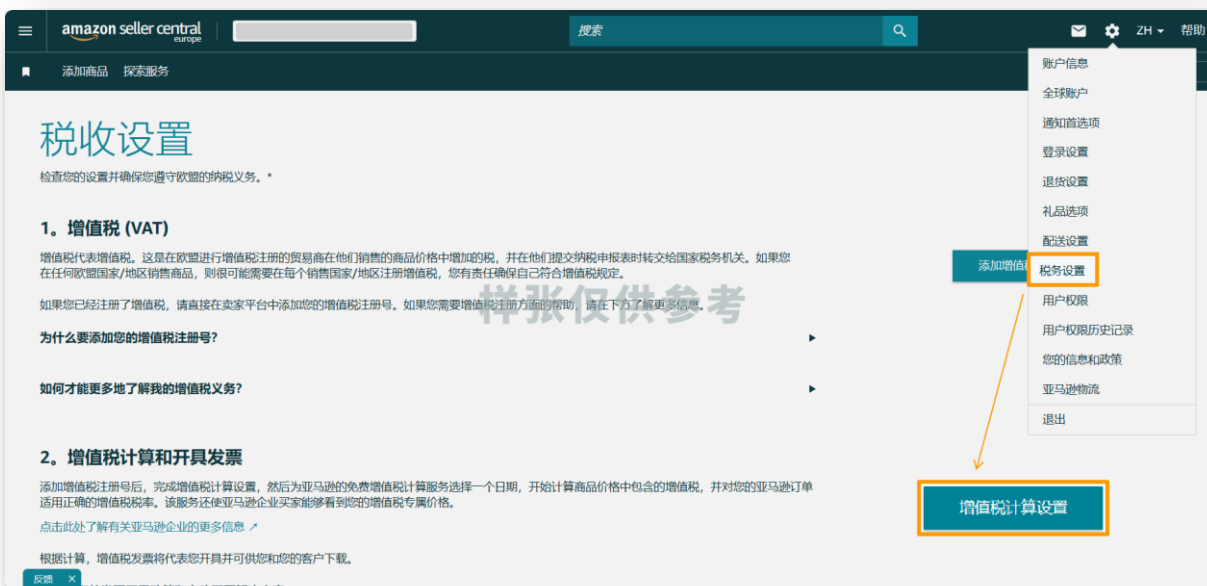 amazon seller central
europe
搜索
ZH
帮助
添加商品 探索服务
账户信息
全球账户
通知首选项
登录设置
退货设置
礼品选项
配送设置
税务设置
用户权限
用户权限历史记录
您的信息和政策
亚马逊物流
退出
税收设置
检查您的设置并确保您遵守欧盟的纳税义务。*
1。增值税 (VAT)
增值税代表增值税。这是在欧盟进行增值税注册的贸易商在他们销售的商品价格中增加的税，并在他们提交纳税申报表时转交给国家税务机关。如果您
在任何欧盟国家/地区销售商品，则很可能需要在每个销售国家/地区注册增值税，您有责任确保自己符合增值税规定。
添加增值
如果您已经注册了增值税，请直接在卖家平台中添加您的增值税注册号。如果您需要增值税注册方面的帮助，请在下方了解更多信息。
样张仅供参考
为什么要添加您的增值税注册号?
如何才能更多地了解我的增值税义务?
2。增值税计算和开具发票
添加增值税注册号后，完成增值税计算设置，然后为亚马逊的免费增值税计算服务选择一个日期，开始计算商品价格中包含的增值税，并对您的亚马逊订单
适用正确的增值税税率。该服务还使亚马逊企业买家能够看到您的增值税专属价格。
增值税计算设置
点击此处了解有关亚马逊企业的更多信息
根据计算，增值税发票将代表您开具并可供您和您的客户下载。
反馈 ×